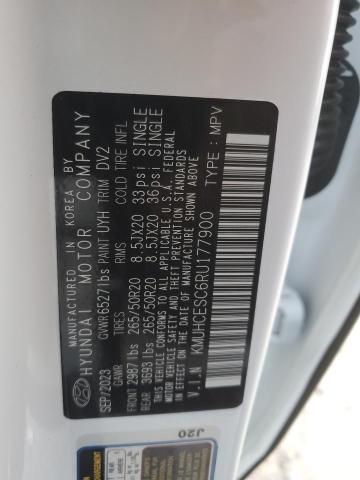 MANUFACTURED IN KOREA BY
HYUNDAI MOTOR COMPANY
SEP/2023 GVWR 6527 lbs PAINT UYH TRIM DV2
GAWR TIRES RIMS COLD TIRE INFL
FRONT 2987 lbs 265/50R20 8.5JX20 33 psi SINGLE
REAR 3693 lbs 265/50R20 8.5JX20 36 psi SINGLE
THIS VEHICLE CONFORMS TO ALL APPLICABLE U.S.A. FEDERAL
MOTOR VEHICLE SAFETY, BUMPER, AND THEFT PREVENTION STANDARDS
IN EFFECT ON THE DATE OF MANUFACTURE SHOWN ABOVE
V.I.N : KMUHCESC6RU177900 TYPE : MPV
J20